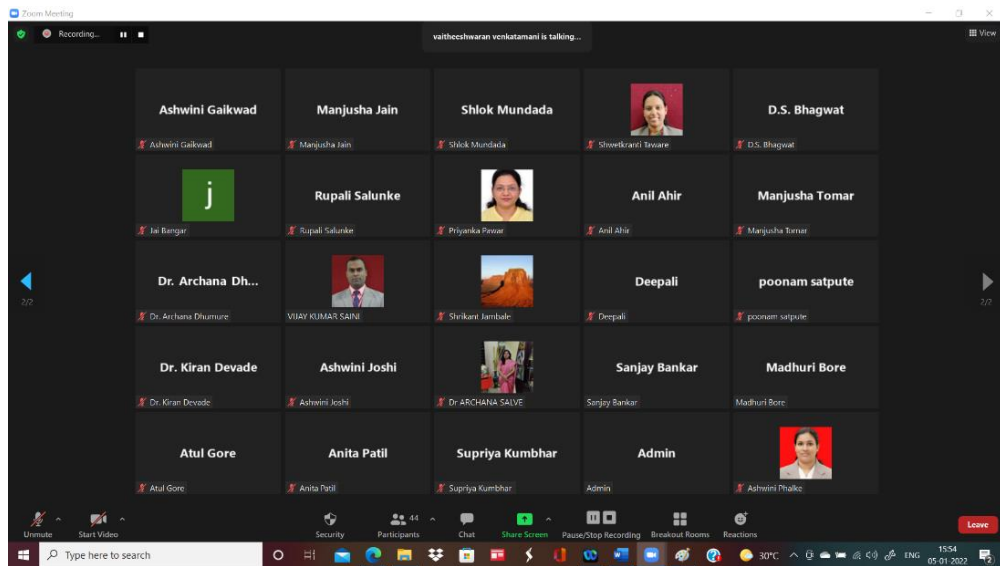 Zoom Meeting
Recording...
vaitheeshwaran venkatamani is talking...
View
Ashwini Gaikwad
Manjusha Jain
Shlok Mundada
D.S. Bhagwat
Ashwini Gaikwad
Manjusha Jain
Shlok Mundada
Shwetkranti Taware
D.S. Bhagwat
j
Rupali Salunke
Anil Ahir
Manjusha Tomar
Jai Bangar
Rupali Salunke
Priyanka Pawar
Anil Ahir
Manjusha Tomar
Dr. Archana Dh...
Deepali
poonam satpute
2/2
2/2
Dr. Archana Dhumure
VIJAY KUMAR SAINI
Shrikant Jambale
Deepali
poonam satpute
Dr. Kiran Devade
Ashwini Joshi
Sanjay Bankar
Madhuri Bore
Dr. Kiran Devade
Ashwini Joshi
Dr ARCHANA SALVE
Sanjay Bankar
Madhuri Bore
Atul Gore
Anita Patil
Supriya Kumbhar
Admin
Atul Gore
Anita Patil
Supriya Kumbhar
Admin
Ashwini Phalke
44
Unmute
Start Video
Security
Participants
Chat
Share Screen
Pause/Stop Recording
Breakout Rooms
Reactions
Leave
Type here to search
30°C
ENG
15:54
05-01-2022
2